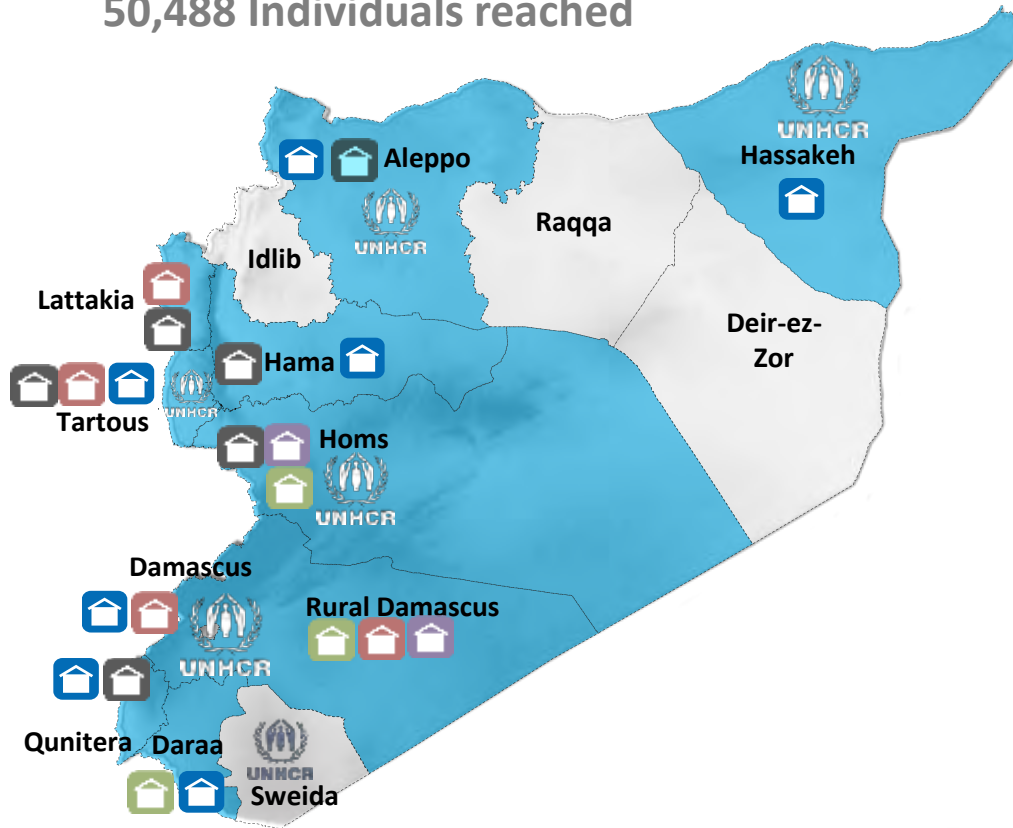 50,488 Individuals reached
UNHCR
Hassakeh
Aleppo
UNHCR
Raqqa
Idlib
Lattakia
Deir-ez-
Zor
Hama
UNHCR
Tartous
Homs
UNHCR
Damascus
Rural Damascus
UNHCR
Qunitera
Daraa
UNHCR
Sweida